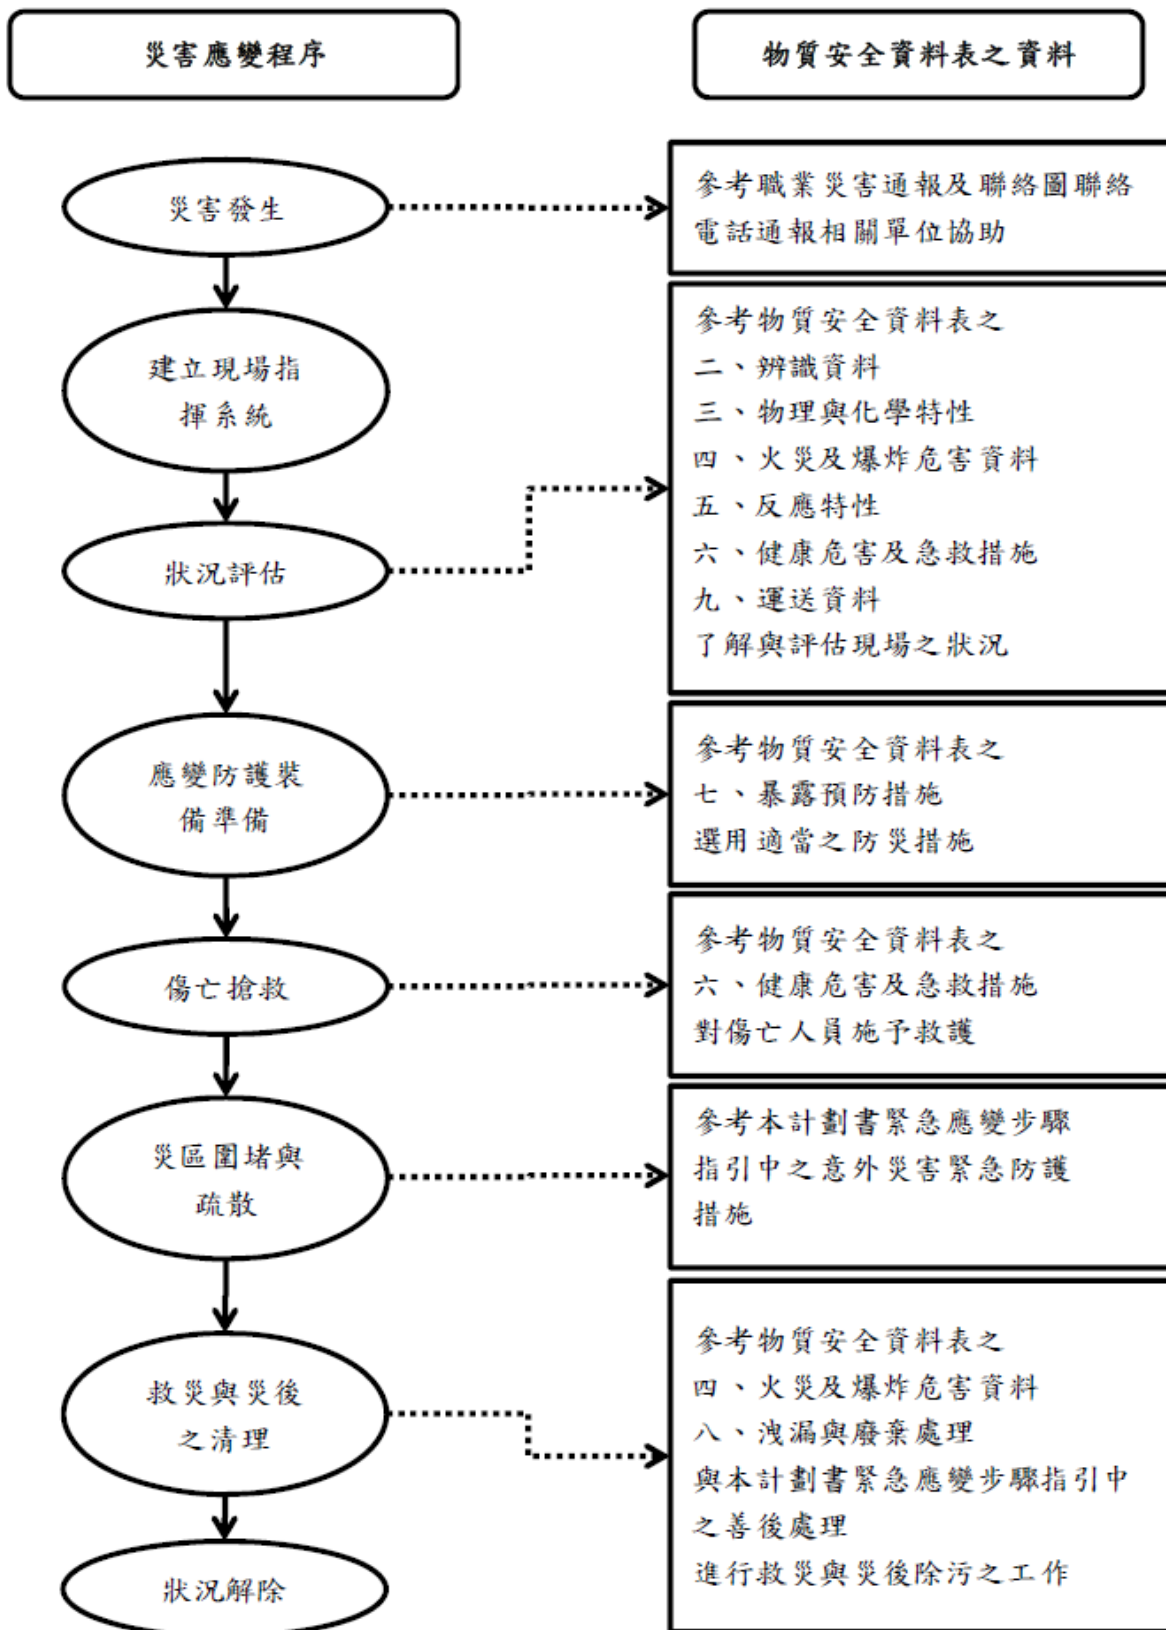 災害應變程序
物質安全資料表之資料
災害發生
參考職業災害通報及聯絡圖聯絡
電話通報相關單位協助
建立現場指
揮系統
狀況評估
參考物質安全資料表之
二、辨識資料
三、物理與化學特性
四、火災及爆炸危害資料
五、反應特性
六、健康危害及急救措施
九、運送資料
了解與評估現場之狀況
應變防護裝
備準備
參考物質安全資料表之
七、暴露預防措施
選用適當之防災措施
傷亡搶救
參考物質安全資料表之
六、健康危害及急救措施
對傷亡人員施予救護
災區圍堵與
疏散
參考本計劃書緊急應變步驟
指引中之意外災害緊急防護
措施
救災與災後
之清理
參考物質安全資料表之
四、火災及爆炸危害資料
八、洩漏與廢棄處理
與本計劃書緊急應變步驟指引中
之善後處理
進行救災與災後除污之工作
狀況解除